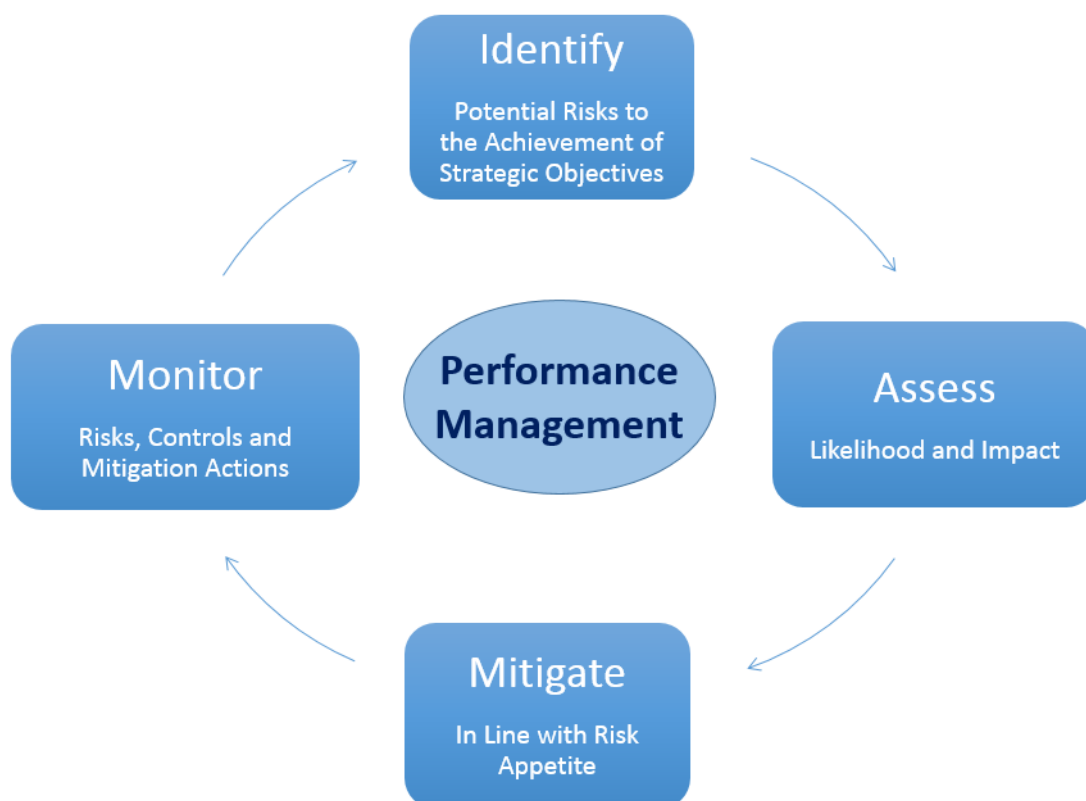 Identify
Potential Risks to
the Achievement of
Strategic Objectives
Performance
Management
Assess
Likelihood and Impact
Mitigate
In Line with Risk
Appetite
Monitor
Risks, Controls and
Mitigation Actions